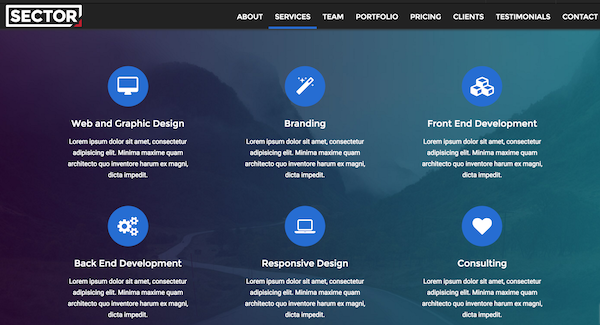 SECTOR
ABOUT SERVICES TEAM PORTFOLIO PRICING CLIENTS TESTIMONIALS CONTACT
Web and Graphic Design
Lorem ipsum dolor sit amet, consectetur
adipisicing elit. Minima maxime quam
architecto quo inventore harum ex magni,
dicta impedit.
Branding
Lorem ipsum dolor sit amet, consectetur
adipisicing elit. Minima maxime quam
architecto quo inventore harum ex magni,
dicta impedit.
Front End Development
Lorem ipsum dolor sit amet, consectetur
adipisicing elit. Minima maxime quam
architecto quo inventore harum ex magni,
dicta impedit.
Back End Development
Lorem ipsum dolor sit amet, consectetur
adipisicing elit. Minima maxime quam
architecto quo inventore harum ex magni,
dicta impedit.
Responsive Design
Lorem ipsum dolor sit amet, consectetur
adipisicing elit. Minima maxime quam
architecto quo inventore harum ex magni,
dicta impedit.
Consulting
Lorem ipsum dolor sit amet, consectetur
adipisicing elit. Minima maxime quam
architecto quo inventore harum ex magni,
dicta impedit.